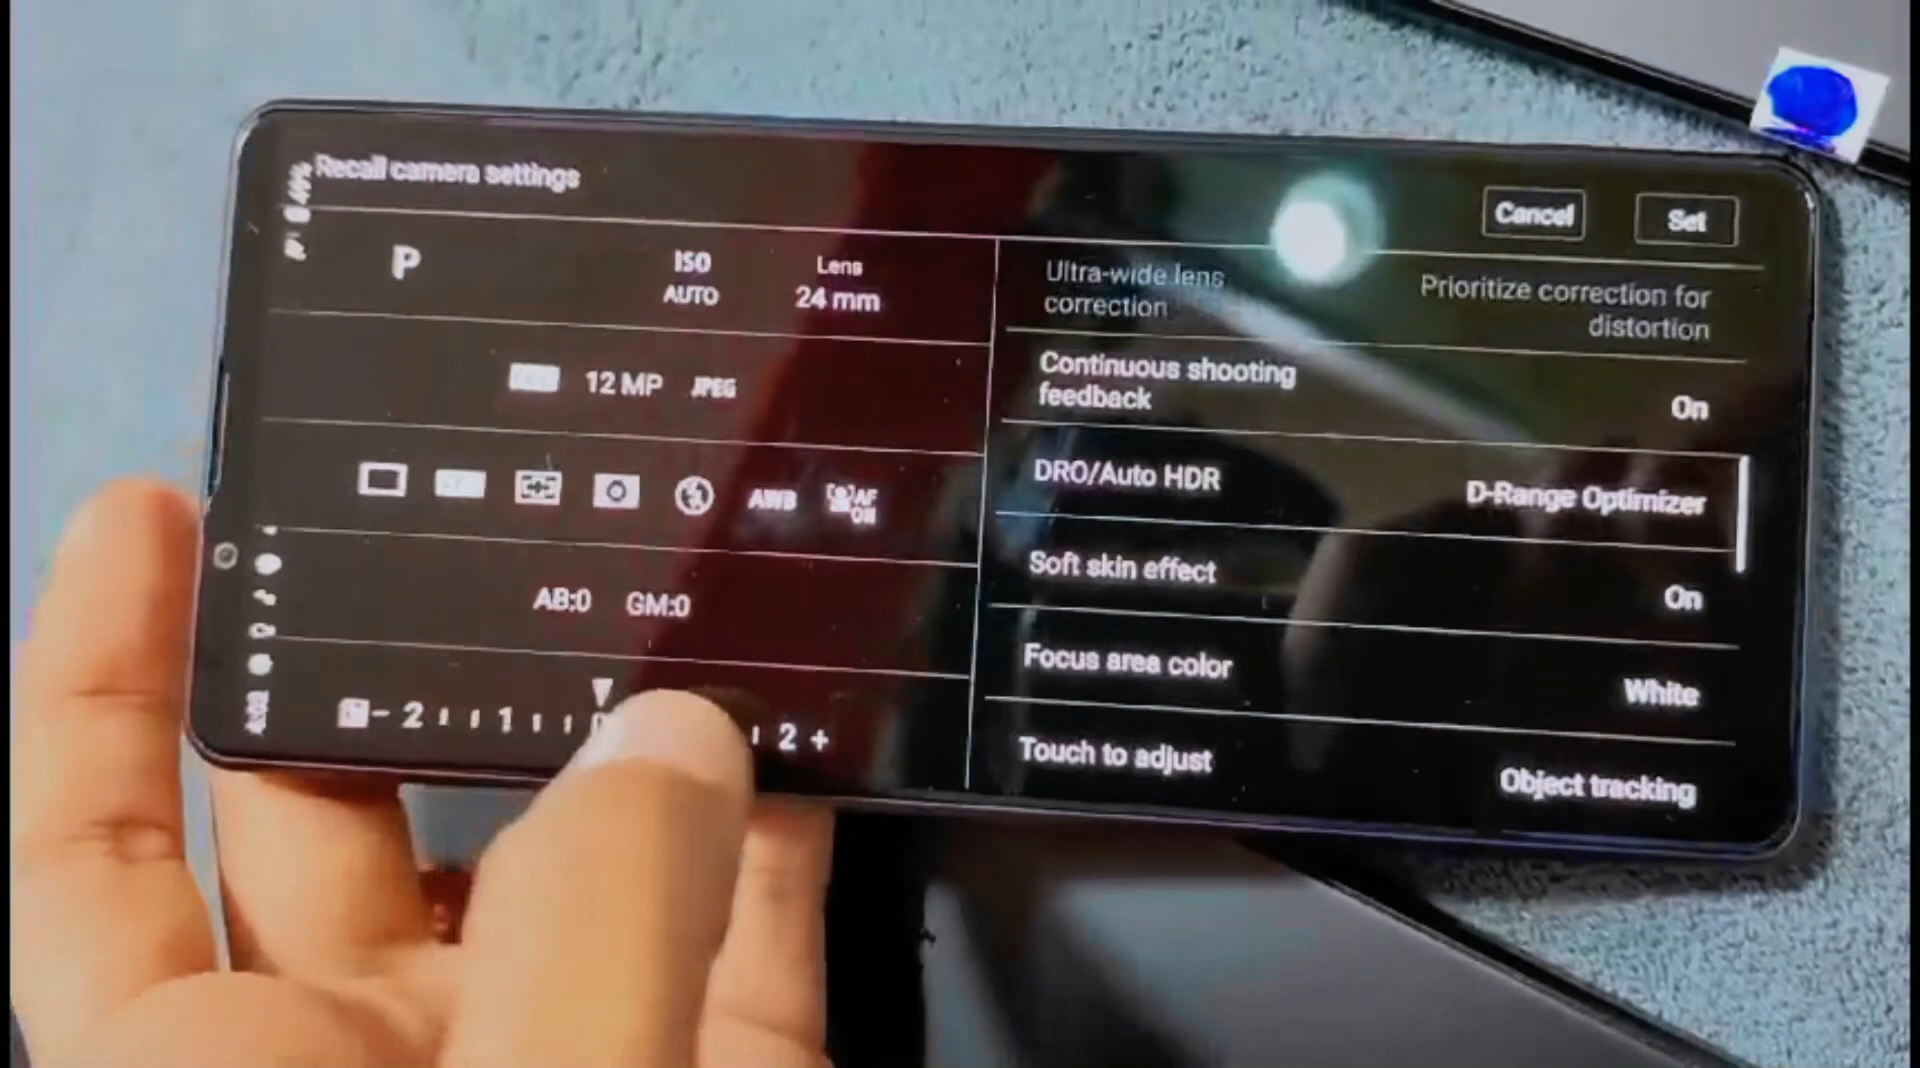 Recall camera settings
Cancel
Set
P
ISO
AUTO
Lens
24 mm
12 MP
JPEG
AWB
AF
ON
AB:0
GM:0
- 2
1
2 +
Ultra-wide lens
correction
Prioritize correction for
distortion
Continuous shooting
feedback
On
DRO/Auto HDR
D-Range Optimizer
Soft skin effect
On
Focus area color
White
Touch to adjust
Object tracking